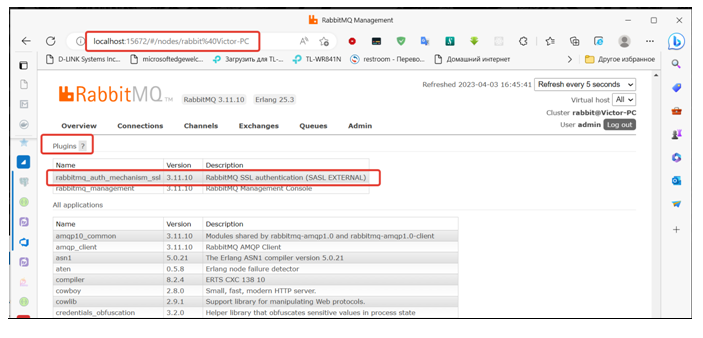 RabbitMQ Management
localhost:15672/#/nodes/rabbit%40Victor-PC
D-LINK Systems Inc...
microsoftedgewelc...
Загрузить для TL-...
TL-WR841N
restroom - Перево...
Домашний интернет
Другое избранное
RabbitMQ TM
RabbitMQ 3.11.10
Erlang 25.3
Refreshed 2023-04-03 16:45:41
Refresh every 5 seconds
Virtual host All
Cluster rabbit@Victor-PC
User admin Log out
Overview Connections Channels Exchanges Queues Admin
Plugins ?
Name Version Description
rabbitmq_auth_mechanism_ssl 3.11.10 RabbitMQ SSL authentication (SASL EXTERNAL)
rabbitmq_management 3.11.10 RabbitMQ Management Console
All applications
Name Version Description
amqp10_common 3.11.10 Modules shared by rabbitmq-amqp1.0 and rabbitmq-amqp1.0-client
amqp_client 3.11.10 RabbitMQ AMQP Client
asn1 5.0.21 The Erlang ASN1 compiler version 5.0.21
aten 0.5.8 Erlang node failure detector
compiler 8.2.4 ERTS CXC 138 10
cowboy 2.8.0 Small, fast, modern HTTP server.
cowlib 2.9.1 Support library for manipulating Web protocols.
credentials_obfuscation 3.2.0 Helper library that obfuscates sensitive values in process state